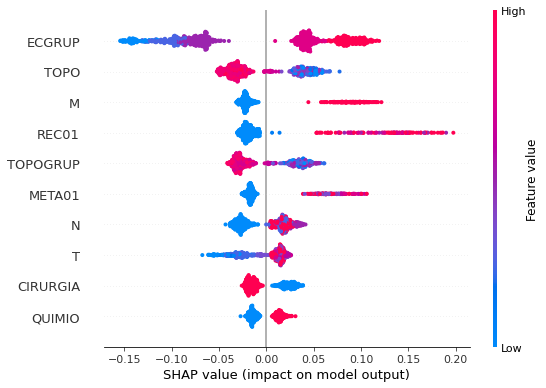 High
ECGRUP
TOPO
M
REC01
TOPOGRUP
META01
N
T
CIRURGIA
QUIMIO
Feature value
Low
−0.15 −0.10 −0.05 0.00 0.05 0.10 0.15 0.20
SHAP value (impact on model output)